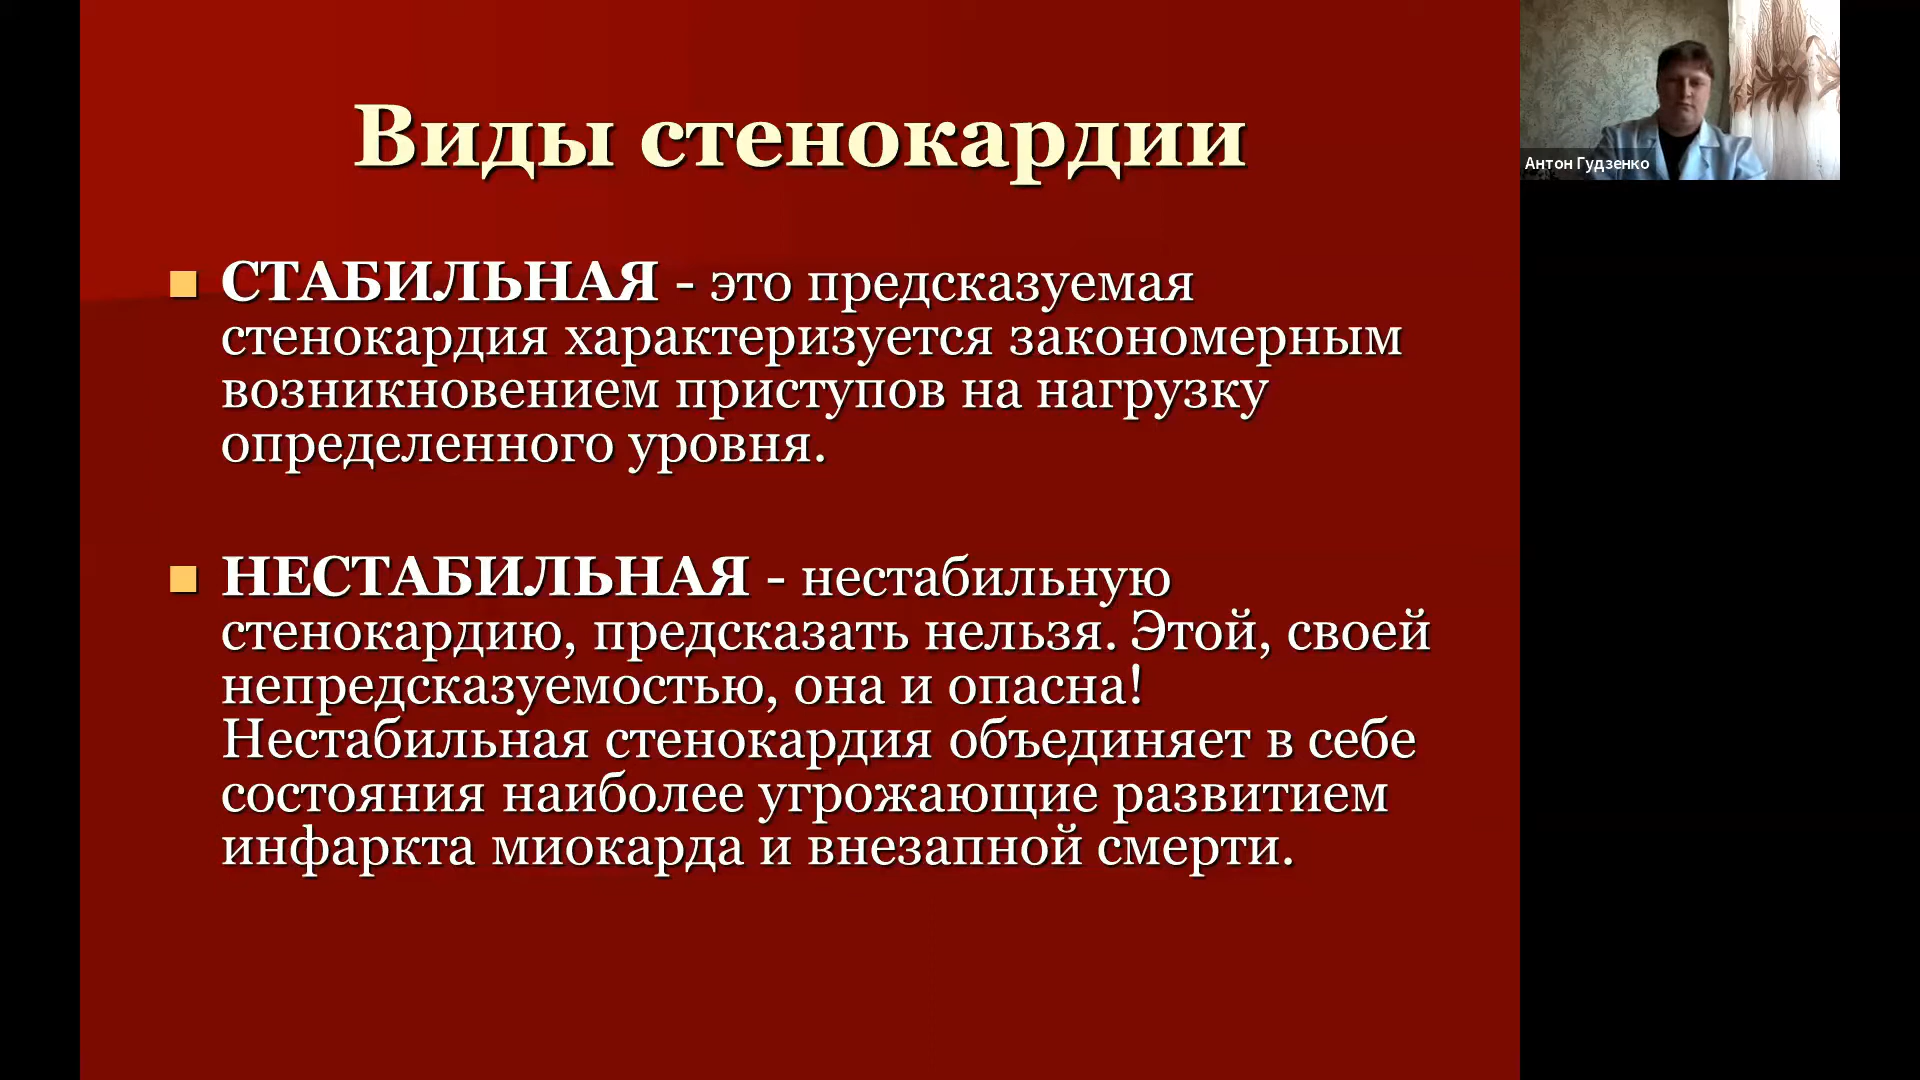 Виды стенокардии
СТАБИЛЬНАЯ - это предсказуемая
стенокардия характеризуется закономерным
возникновением приступов на нагрузку
определенного уровня.
НЕСТАБИЛЬНАЯ - нестабильную
стенокардию, предсказать нельзя. Этой, своей
непредсказуемостью, она и опасна!
Нестабильная стенокардия объединяет в себе
состояния наиболее угрожающие развитием
инфаркта миокарда и внезапной смерти.
Антон Гудзенко